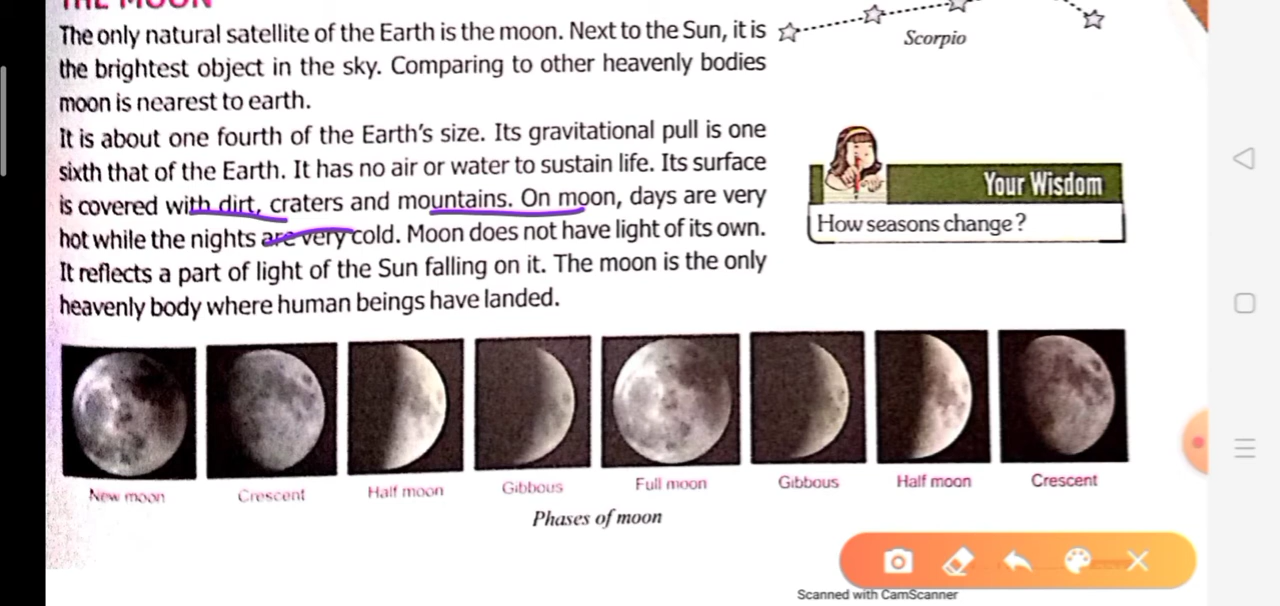 THE MOON
The only natural satellite of the Earth is the moon. Next to the Sun, it is
the brightest object in the sky. Comparing to other heavenly bodies
moon is nearest to earth.
It is about one fourth of the Earth's size. Its gravitational pull is one
sixth that of the Earth. It has no air or water to sustain life. Its surface
is covered with dirt, craters and mountains. On moon, days are very
hot while the nights are very cold. Moon does not have light of its own.
It reflects a part of light of the Sun falling on it. The moon is the only
heavenly body where human beings have landed.
Scorpio
Your Wisdom
How seasons change?
New moon
Crescent
Half moon
Gibbous
Full moon
Gibbous
Half moon
Crescent
Phases of moon
Scanned with CamScanner